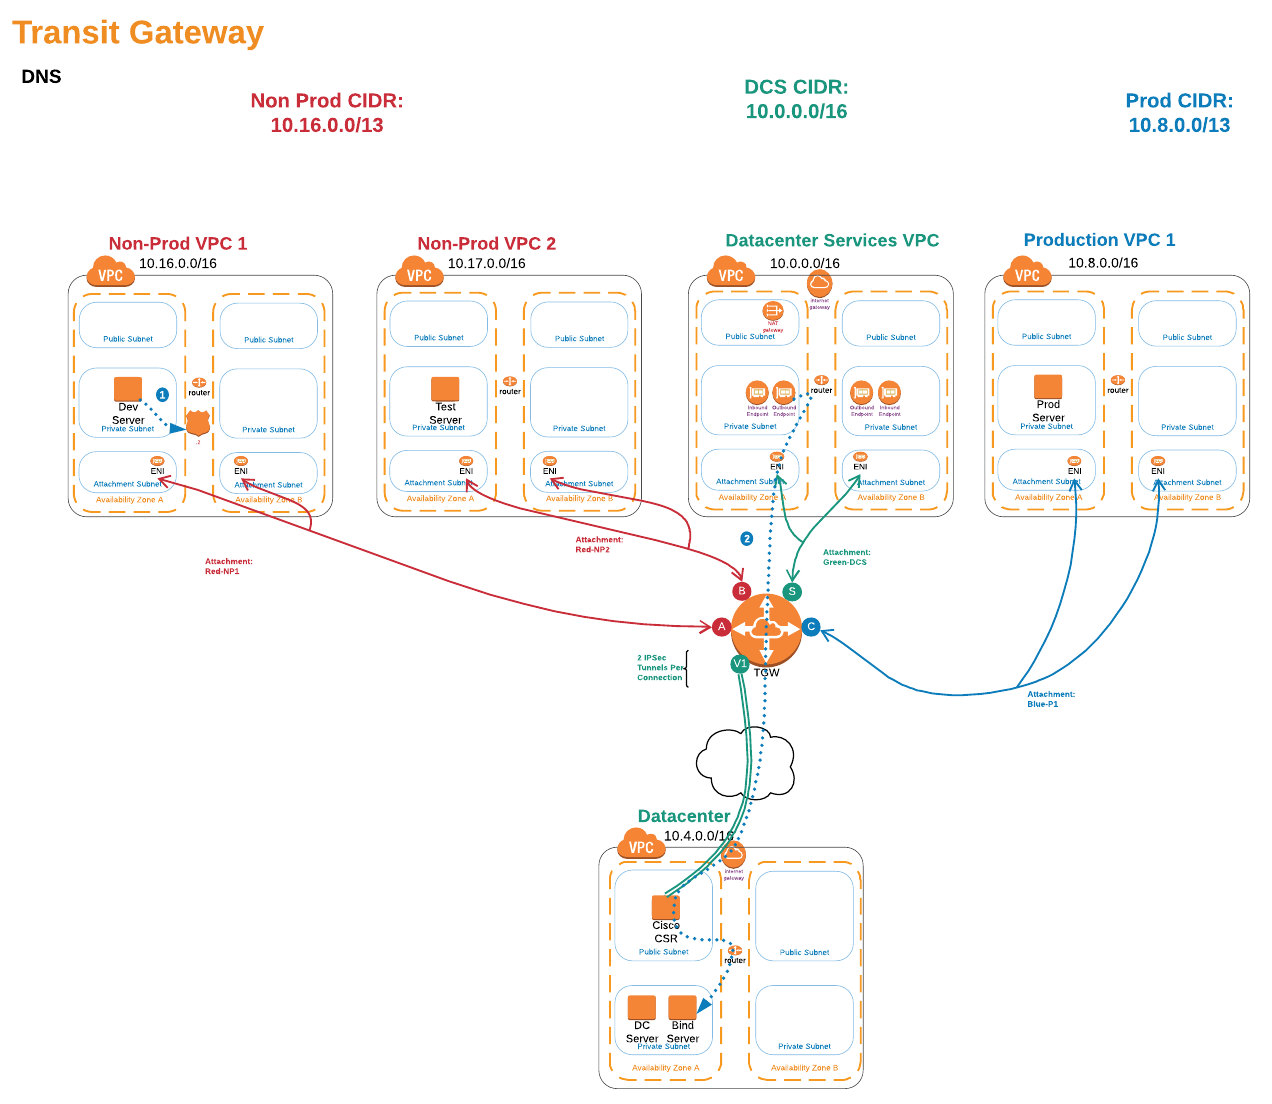 Transit Gateway
DNS
Non Prod CIDR:
10.16.0.0/13
DCS CIDR:
10.0.0.0/16
Prod CIDR:
10.8.0.0/13
Non-Prod VPC 1
10.16.0.0/16
VPC
Public Subnet
Public Subnet
1
Dev
Server
Private Subnet
router
.2
Private Subnet
ENI
Attachment Subnet
Availability Zone A
ENI
Attachment Subnet
Availability Zone B
Non-Prod VPC 2
10.17.0.0/16
VPC
Public Subnet
Public Subnet
Test
Server
Private Subnet
router
Private Subnet
ENI
Attachment Subnet
Availability Zone A
ENI
Attachment Subnet
Availability Zone B
Datacenter Services VPC
10.0.0.0/16
VPC
Internet
gateway
NAT
gateway
Public Subnet
Public Subnet
Inbound
Endpoint
Outbound
Endpoint
Private Subnet
router
Outbound
Endpoint
Inbound
Endpoint
Private Subnet
ENI
Attachment Subnet
Availability Zone A
ENI
Attachment Subnet
Availability Zone B
Production VPC 1
10.8.0.0/16
VPC
Public Subnet
Public Subnet
Prod
Server
Private Subnet
router
Private Subnet
ENI
Attachment Subnet
Availability Zone A
ENI
Attachment Subnet
Availability Zone B
Attachment:
Red-NP1
Attachment:
Red-NP2
2
Attachment:
Green-DCS
B
S
A
C
V1
TGW
2 IPSec
Tunnels Per
Connection
Attachment:
Blue-P1
Datacenter
10.4.0.0/16
VPC
Internet
gateway
Cisco
CSR
Public Subnet
Public Subnet
router
DC
Server
Bind
Server
Private Subnet
Private Subnet
Availability Zone A
Availability Zone B